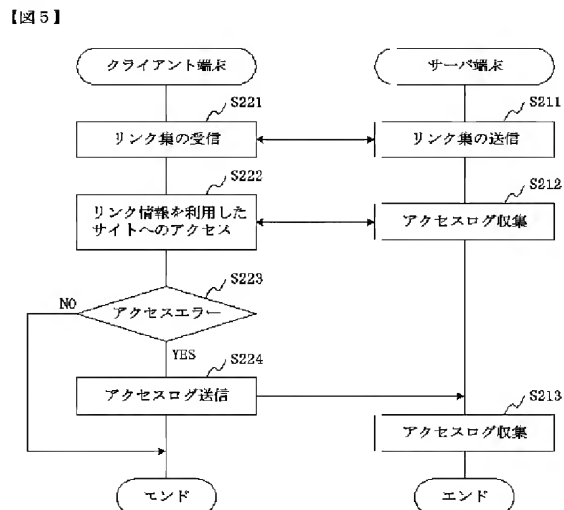 【図5】
クライアント端末
サーバ端末
S221
S211
リンク集の受信
リンク集の送信
S222
S212
リンク情報を利用した
サイトへのアクセス
アクセスログ収集
S223
NO
アクセスエラー
YES
S224
アクセスログ送信
S213
アクセスログ収集
エンド
エンド